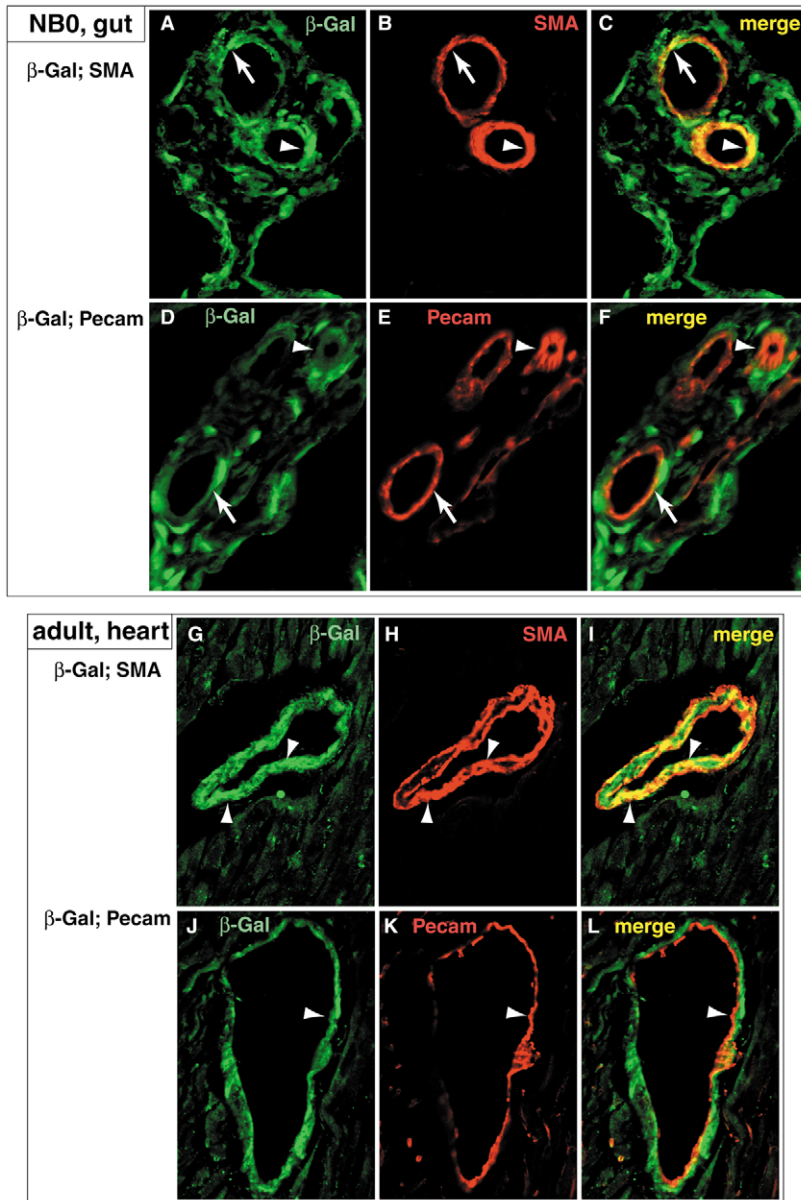 NB0, gut
β-Gal; SMA
A β-Gal
B SMA
C merge
β-Gal; Pecam
D β-Gal
E Pecam
F merge
adult, heart
β-Gal; SMA
G β-Gal
H SMA
I merge
β-Gal; Pecam
J β-Gal
K Pecam
L merge